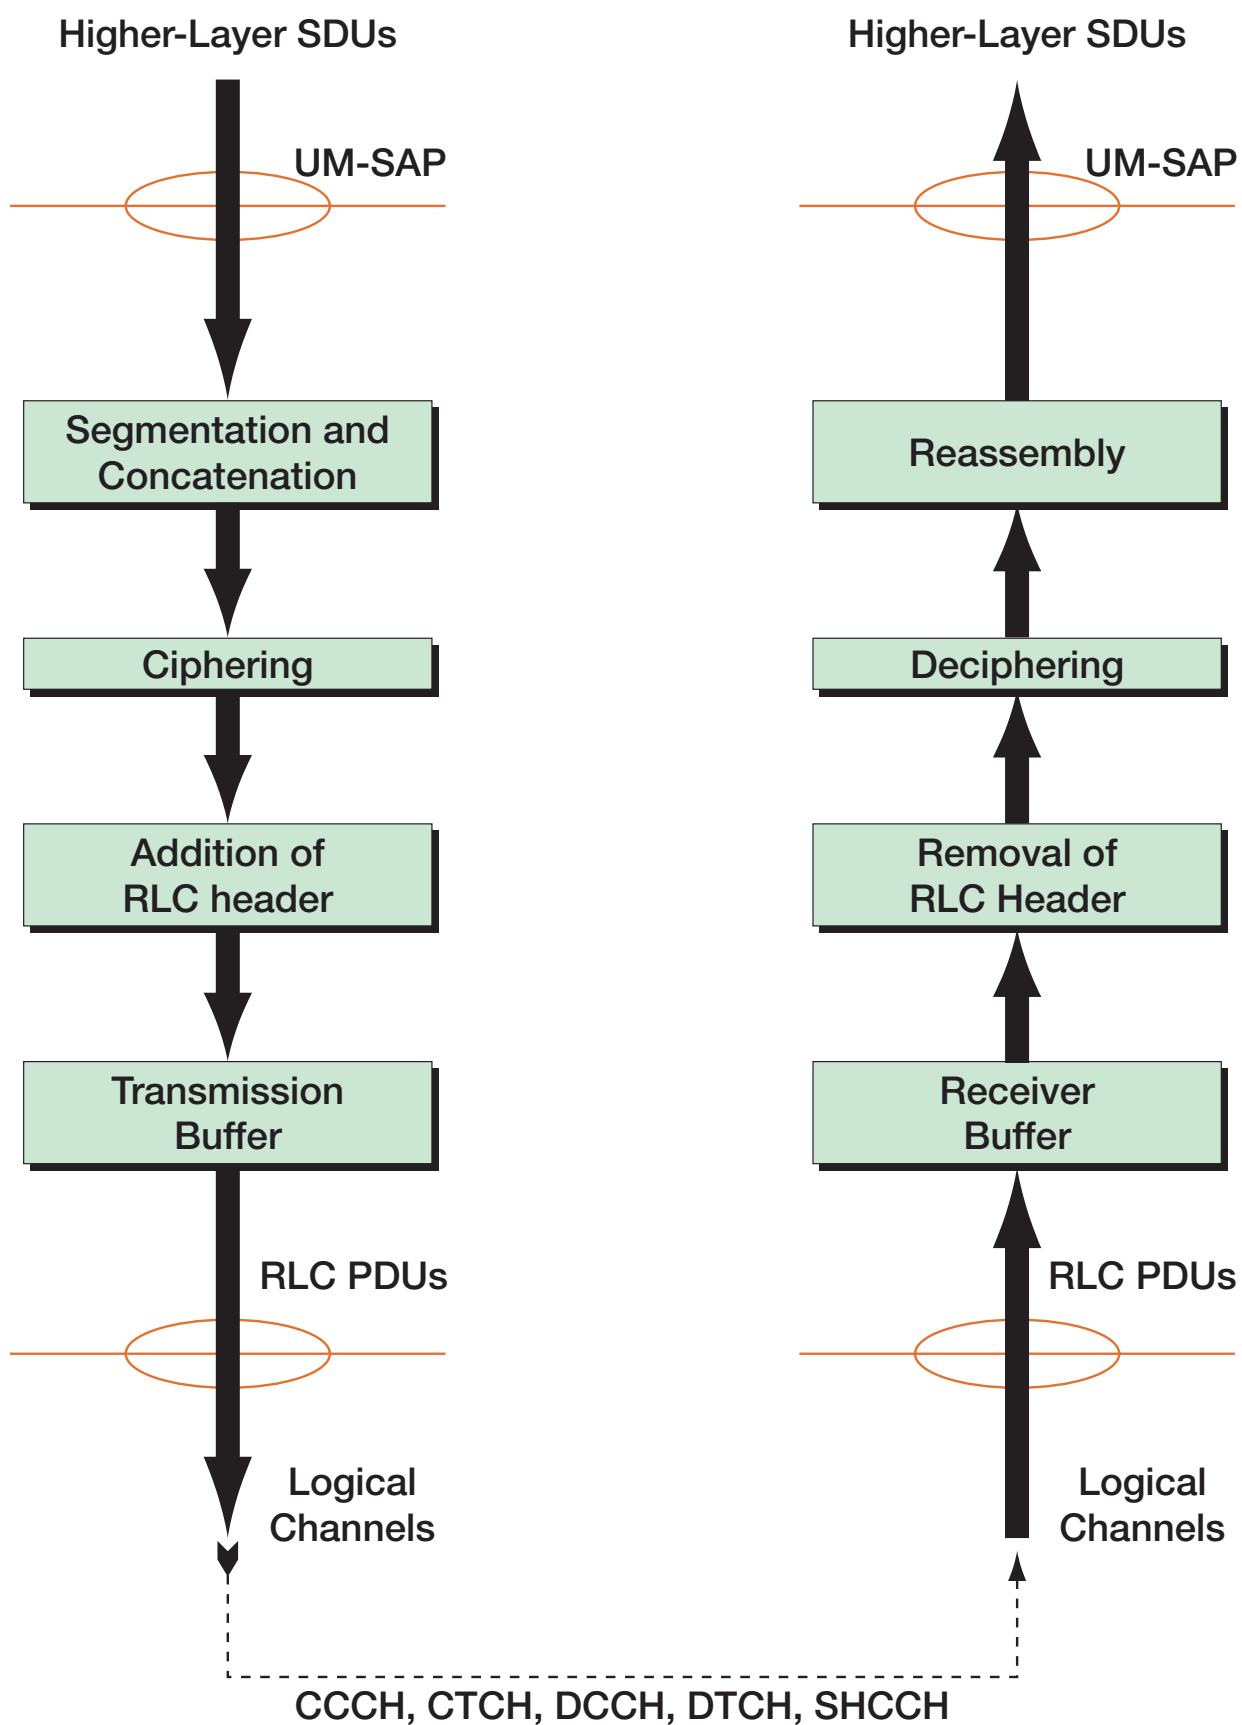 Higher-Layer SDUs
UM-SAP
Segmentation and
Concatenation
Ciphering
Addition of
RLC header
Transmission
Buffer
RLC PDUs
Logical
Channels
Higher-Layer SDUs
UM-SAP
Reassembly
Deciphering
Removal of
RLC Header
Receiver
Buffer
RLC PDUs
Logical
Channels
CCCH, CTCH, DCCH, DTCH, SHCCH